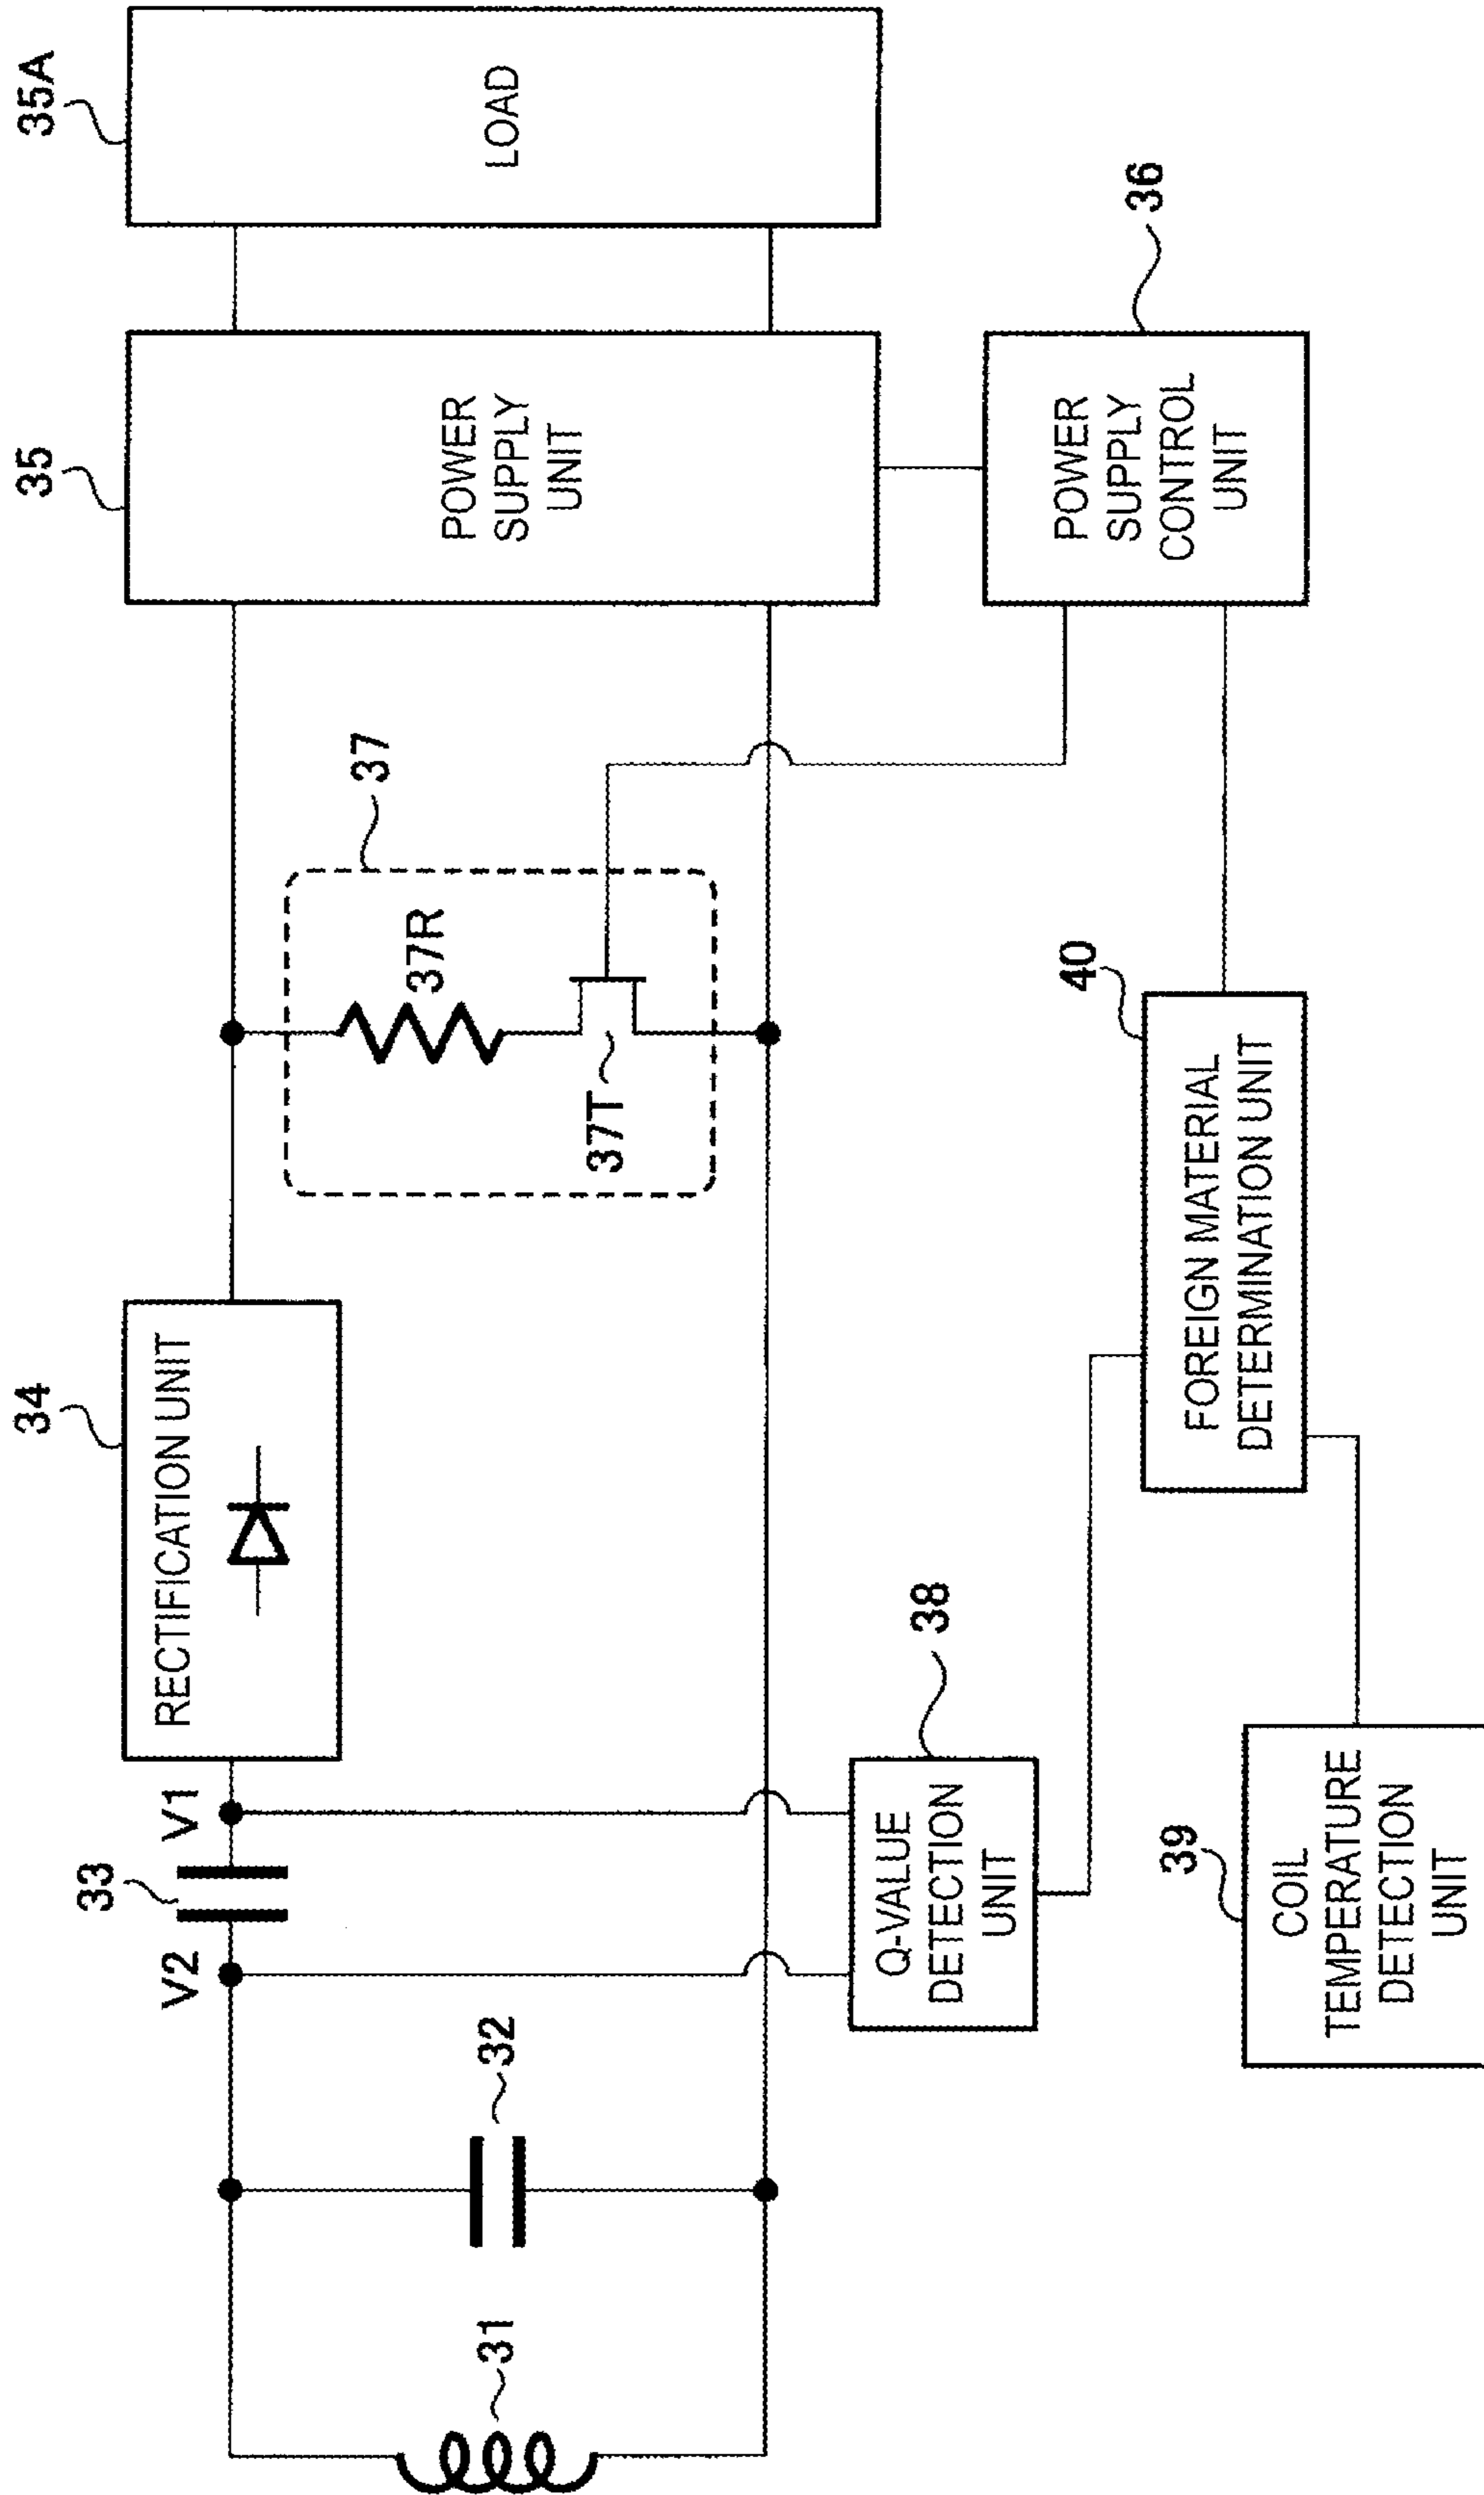 31
32
V2
33
V1
34
RECTIFICATION UNIT
37
37R
37T
35
POWER
SUPPLY
UNIT
35A
LOAD
38
Q-VALUE
DETECTION
UNIT
36
POWER
SUPPLY
CONTROL
UNIT
40
FOREIGN MATERIAL
DETERMINATION UNIT
39
COIL
TEMPERATURE
DETECTION
UNIT